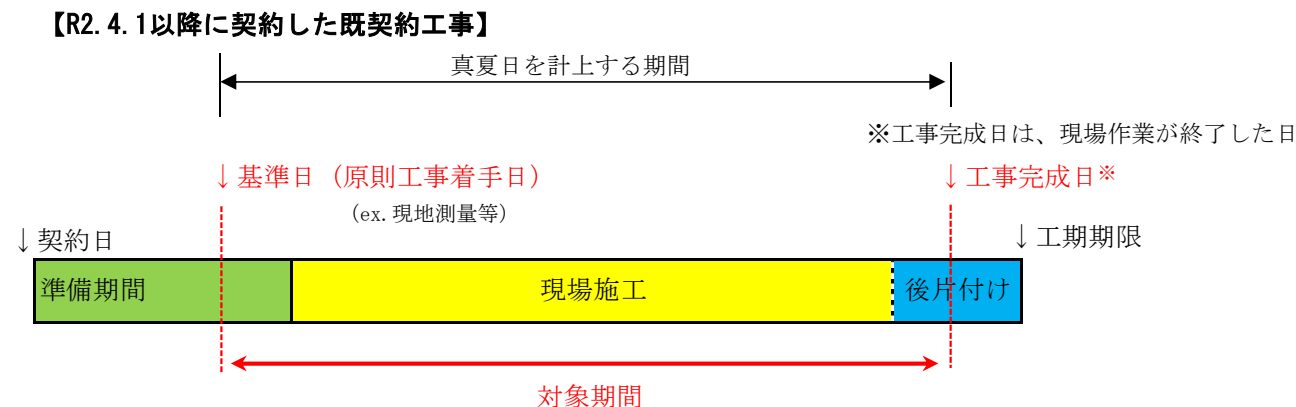 【R2.4.1以降に契約した既契約工事】
真夏日を計上する期間
※工事完成日は、現場作業が終了した日
↓基準日（原則工事着手日）
↓工事完成日※
（ex.現地測量等）
↓契約日
↓工期期限
準備期間
現場施工
後片付け
対象期間